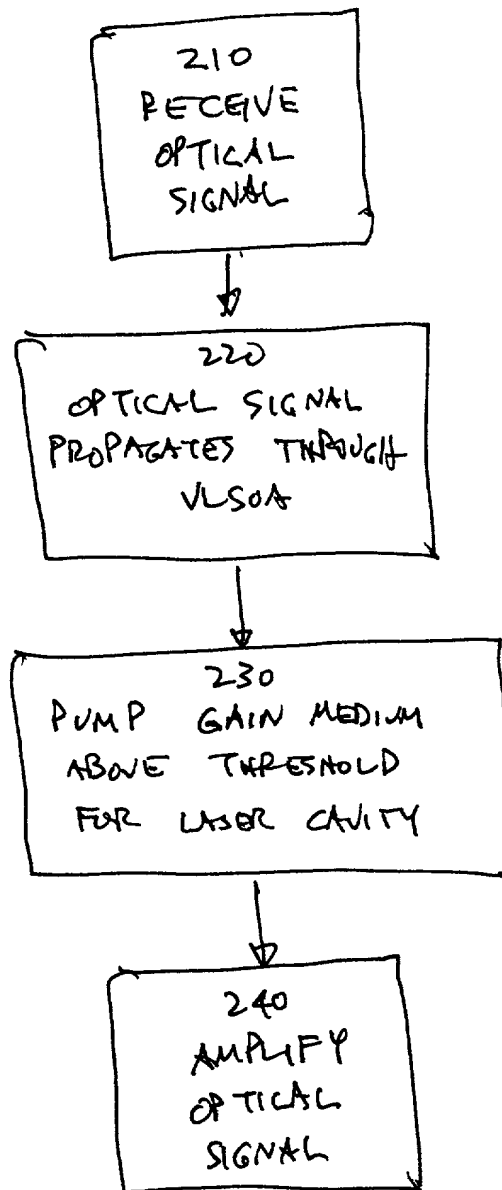 210
RECEIVE
OPTICAL
SIGNAL
220
OPTICAL SIGNAL
PROPAGATES THROUGH
VLSOA
230
PUMP GAIN MEDIUM
ABOVE THRESHOLD
FOR LASER CAVITY
240
AMPLIFY
OPTICAL
SIGNAL